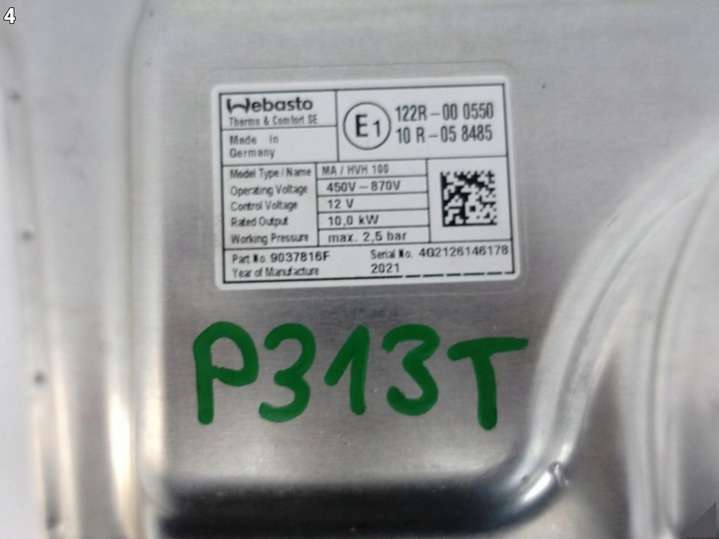 4
Webasto
Thermo & Comfort SE
Made in
Germany
E1
122R-00 0550
10 R-05 8485
Model Type / Name MA / HVH 100
Operating Voltage 450V-870V
Control Voltage 12 V
Rated Output 10,0 kW
Working Pressure max. 2,5 bar
Part No. 9037816F Serial No. 4G2126146178
Year of Manufacture 2021
P313T